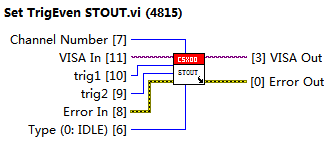 Set TrigEven STOUT.vi (4815)
Channel Number [7]
VISA In [11]
trig1 [10]
trig2 [9]
Error In [8]
Type (0: IDLE) [6]
CSX00
STOUT
[3] VISA Out
[0] Error Out